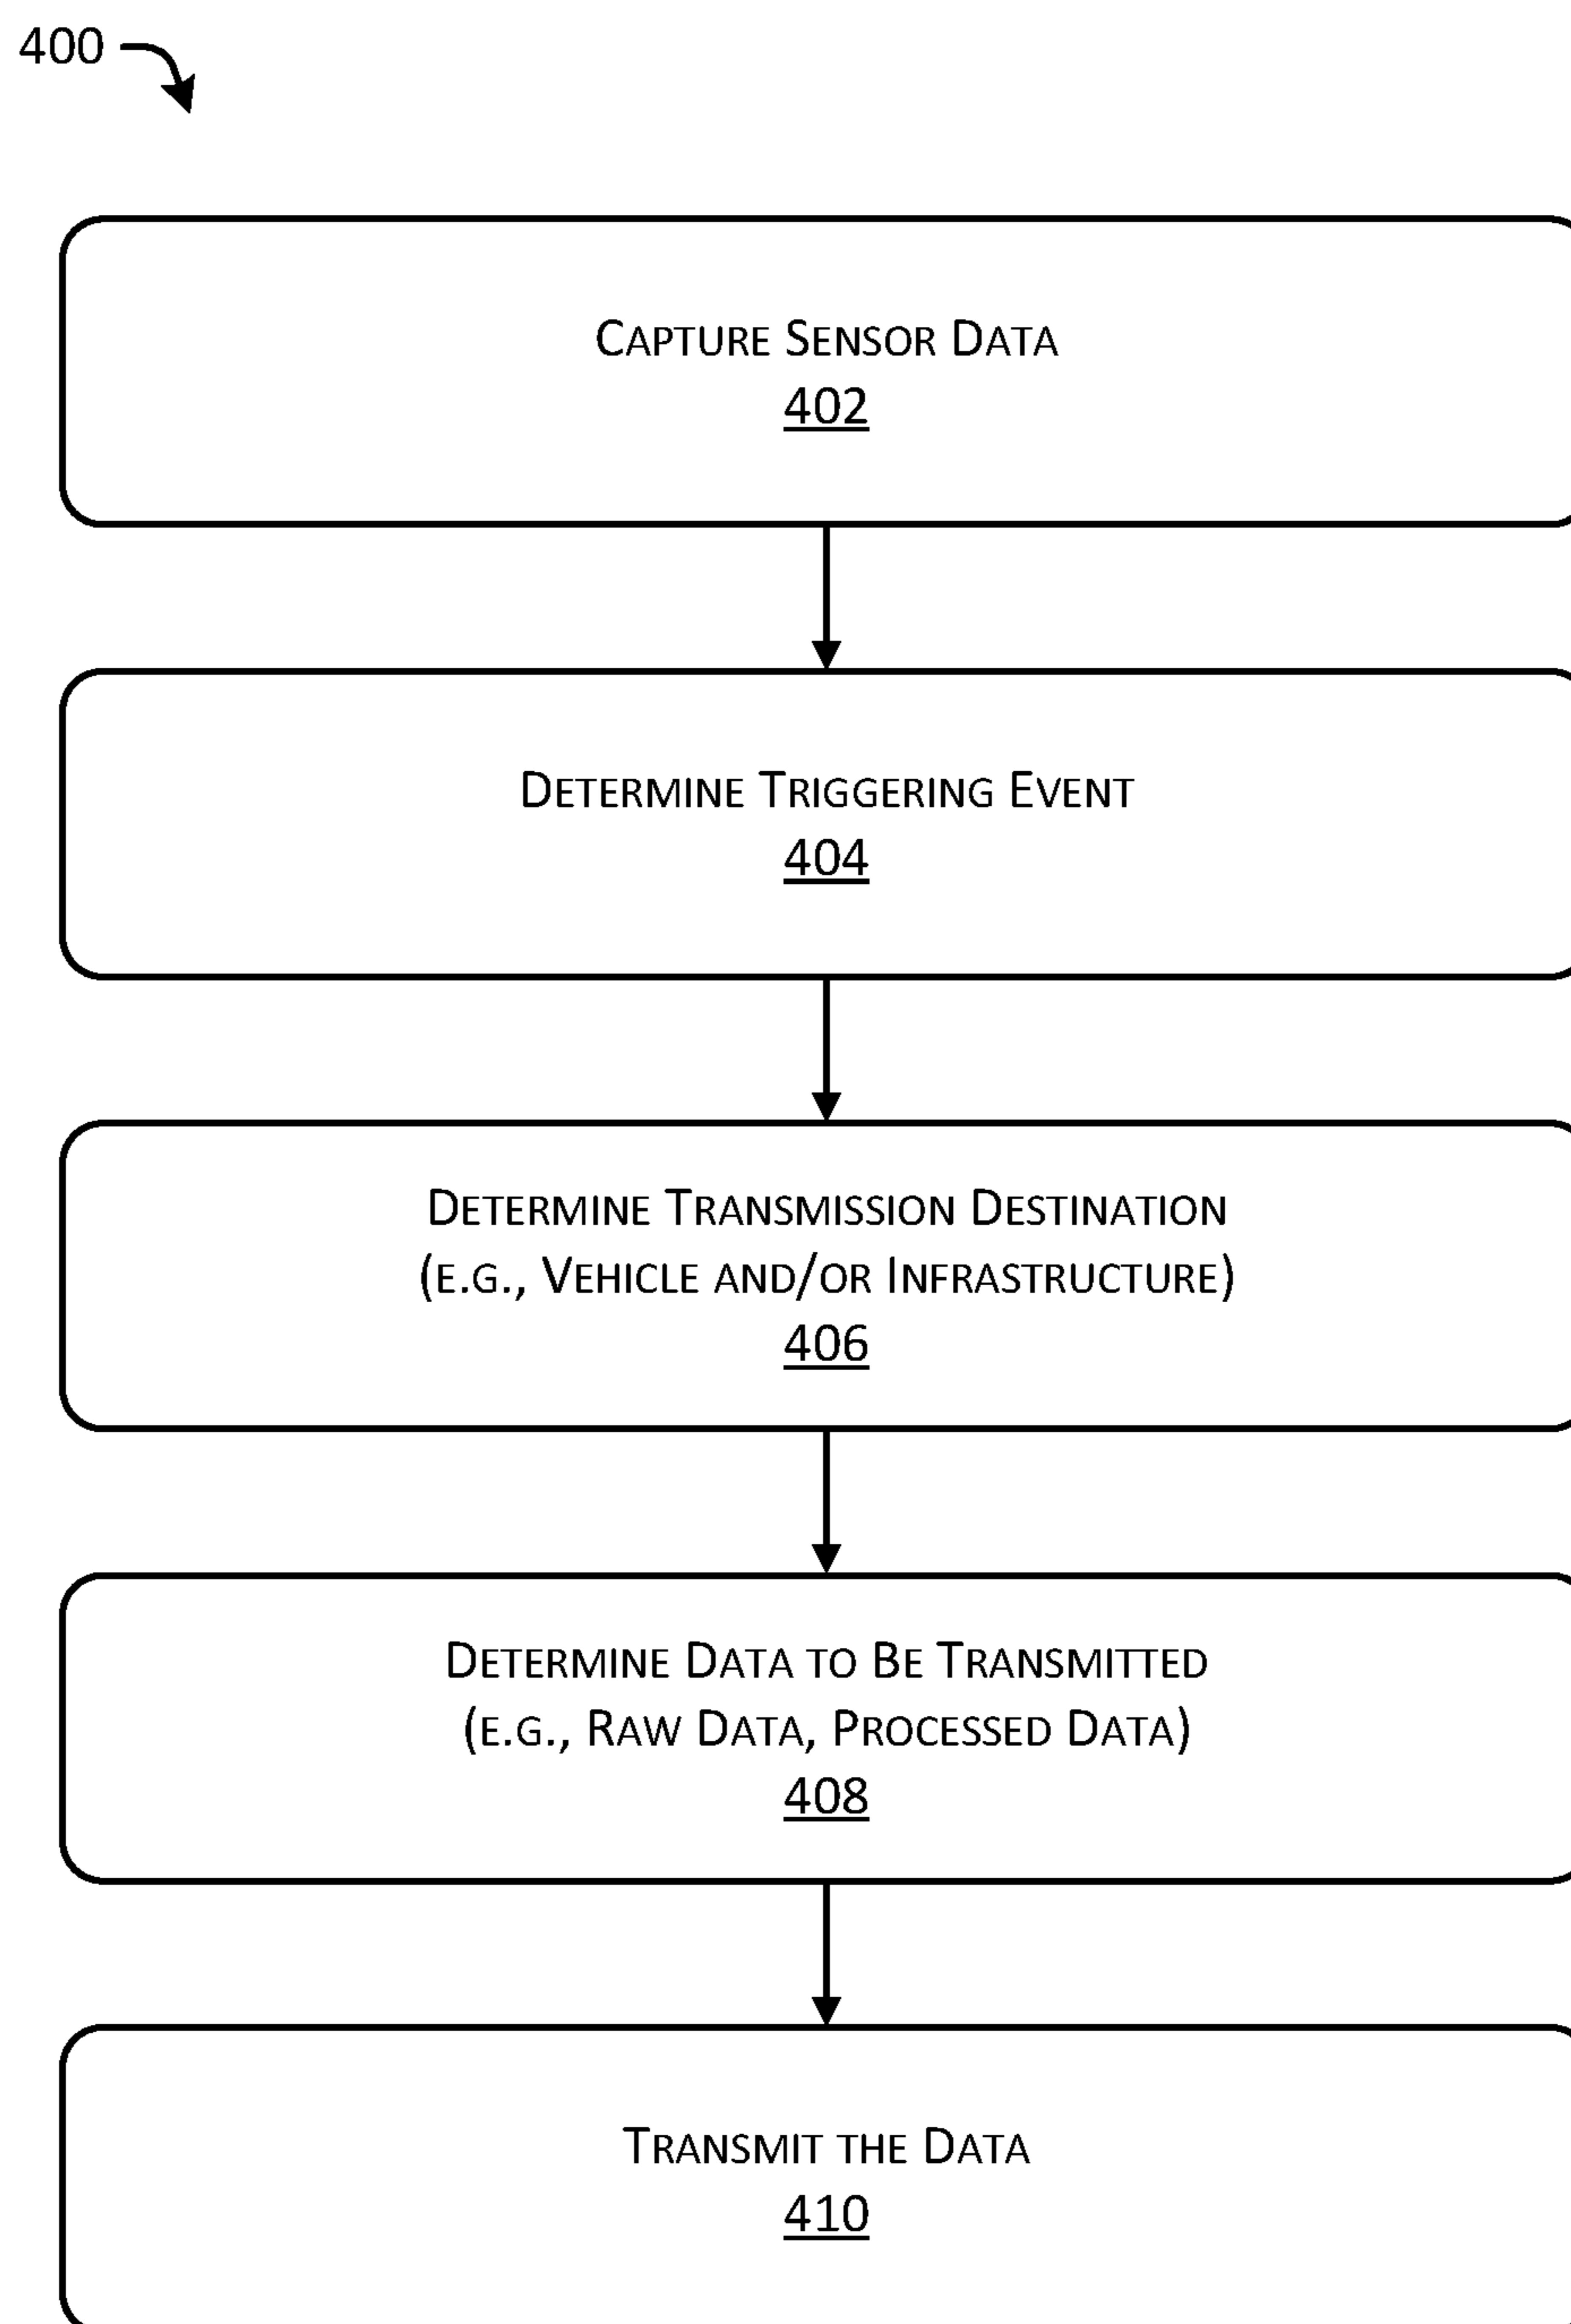 400
Capture Sensor Data
402
Determine Triggering Event
404
Determine Transmission Destination
(e.g., Vehicle and/or Infrastructure)
406
Determine Data to Be Transmitted
(e.g., Raw Data, Processed Data)
408
Transmit the Data
410